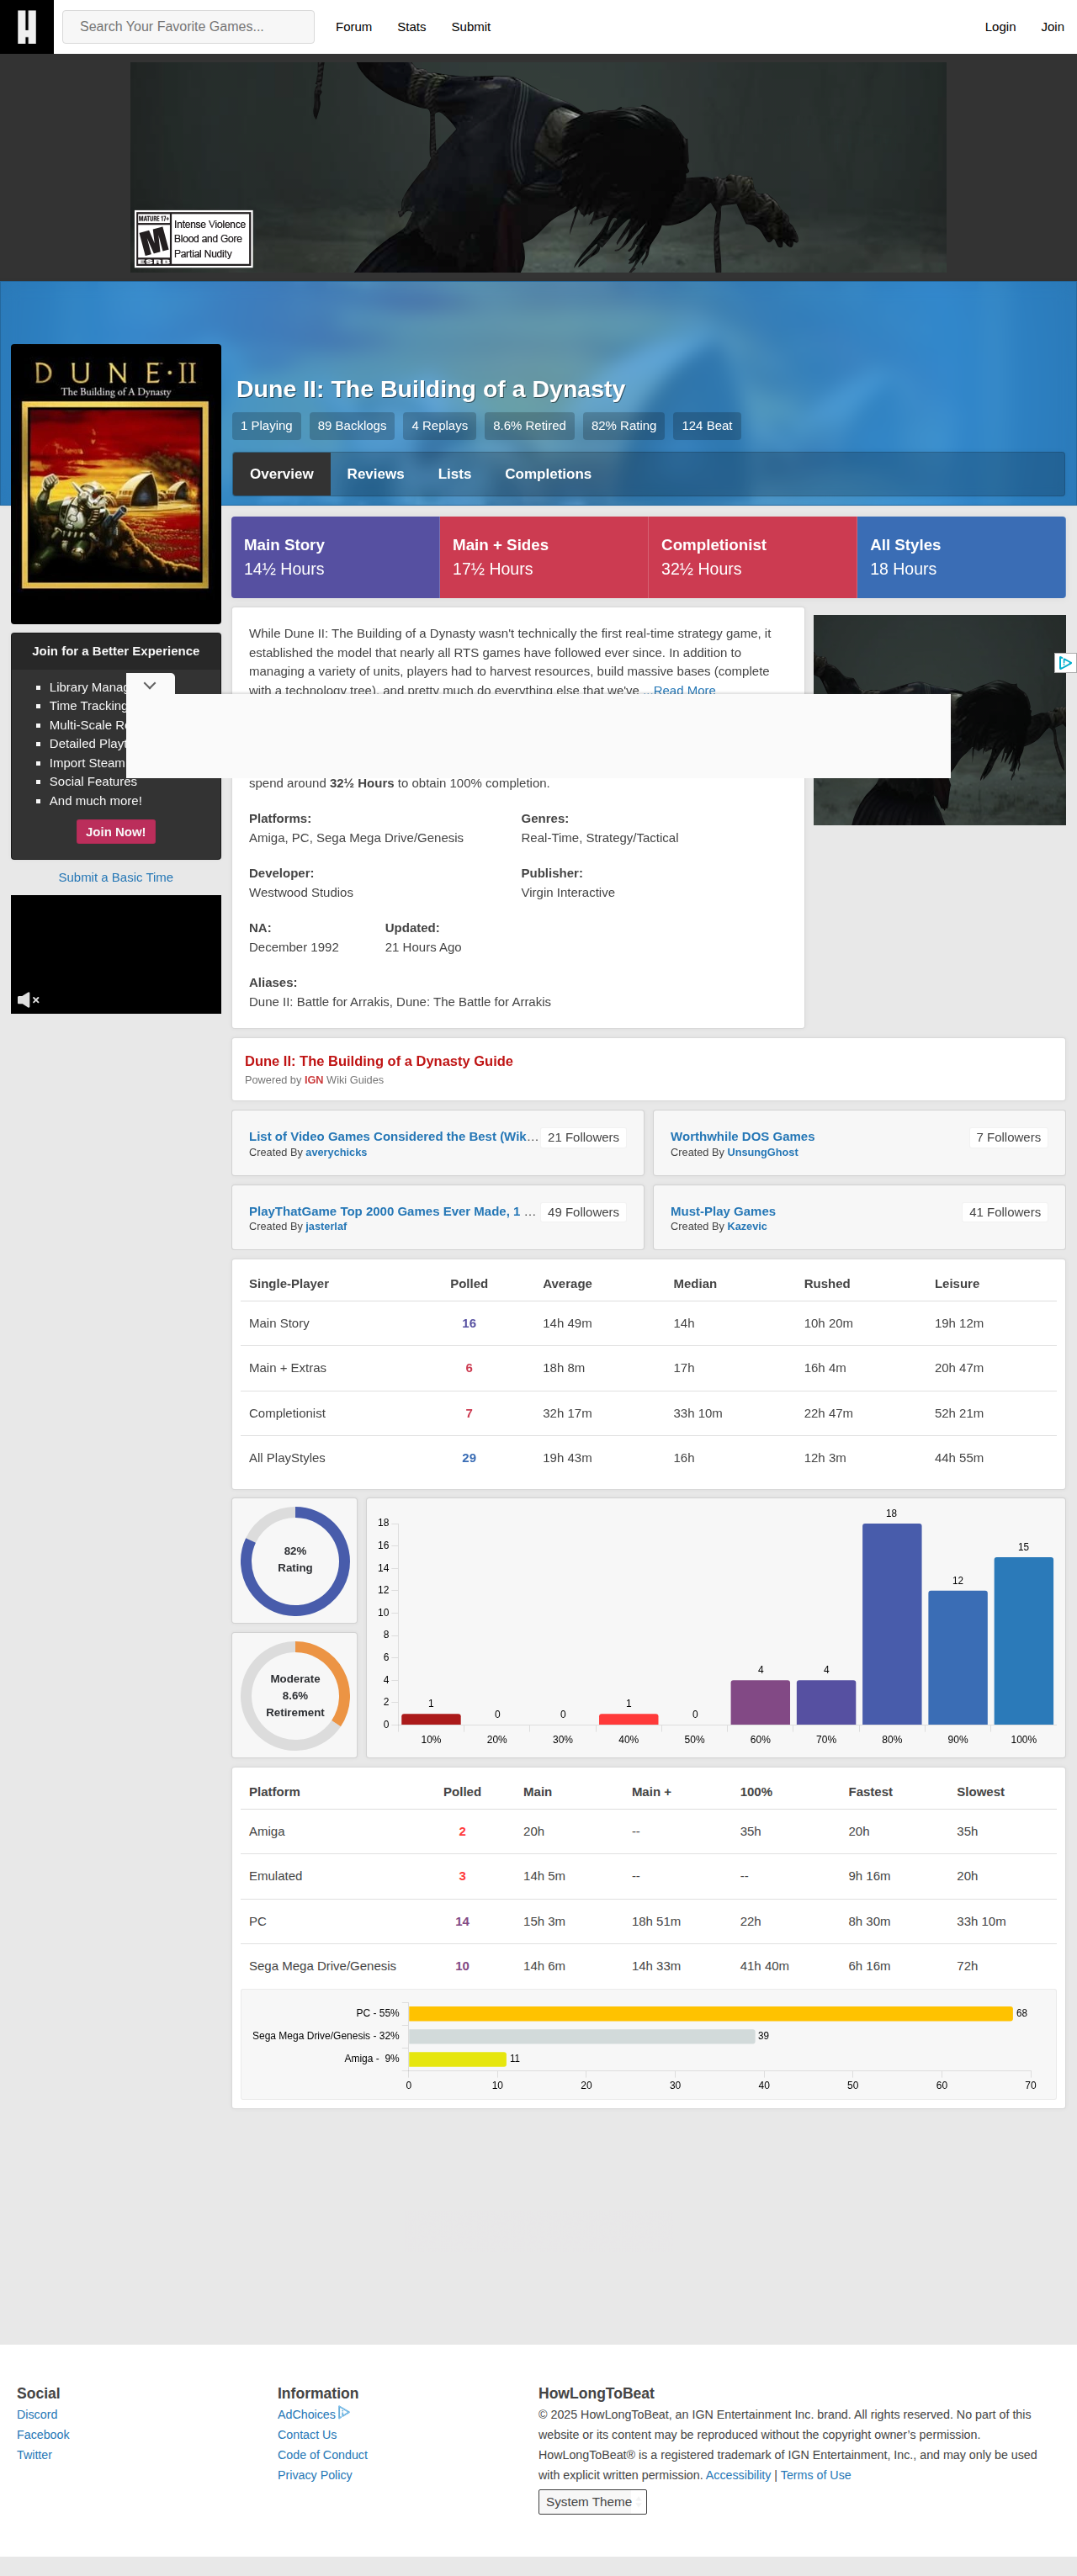 Search Your Favorite Games...
Forum
Stats
Submit
Login
Join
MATURE 17+
M
ESRB
Intense Violence
Blood and Gore
Partial Nudity
DUNE·II
The Building of A Dynasty
Dune II: The Building of a Dynasty
1 Playing
89 Backlogs
4 Replays
8.6% Retired
82% Rating
124 Beat
Overview
Reviews
Lists
Completions
Main Story
14½ Hours
Main + Sides
17½ Hours
Completionist
32½ Hours
All Styles
18 Hours
Join for a Better Experience
Library Manag
Time Tracking
Multi-Scale Re
Detailed Playt
Import Steam
Social Features
And much more!
Join Now!
Submit a Basic Time
While Dune II: The Building of a Dynasty wasn't technically the first real-time strategy game, it
established the model that nearly all RTS games have followed ever since. In addition to
managing a variety of units, players had to harvest resources, build massive bases (complete
with a technology tree), and pretty much do everything else that we've ...Read More
spend around 32½ Hours to obtain 100% completion.
Platforms:
Amiga, PC, Sega Mega Drive/Genesis
Genres:
Real-Time, Strategy/Tactical
Developer:
Westwood Studios
Publisher:
Virgin Interactive
NA:
December 1992
Updated:
21 Hours Ago
Aliases:
Dune II: Battle for Arrakis, Dune: The Battle for Arrakis
Dune II: The Building of a Dynasty Guide
Powered by IGN Wiki Guides
List of Video Games Considered the Best (Wik...
21 Followers
Created By averychicks
Worthwhile DOS Games
7 Followers
Created By UnsungGhost
PlayThatGame Top 2000 Games Ever Made, 1 ...
49 Followers
Created By jasterlaf
Must-Play Games
41 Followers
Created By Kazevic
Single-Player Polled Average Median Rushed Leisure
Main Story 16 14h 49m 14h 10h 20m 19h 12m
Main + Extras 6 18h 8m 17h 16h 4m 20h 47m
Completionist 7 32h 17m 33h 10m 22h 47m 52h 21m
All PlayStyles 29 19h 43m 16h 12h 3m 44h 55m
82%
Rating
Moderate
8.6%
Retirement
18
16
14
12
10
8
6
4
2
0
1 0 0 1 0 4 4 18 12 15
10% 20% 30% 40% 50% 60% 70% 80% 90% 100%
Platform Polled Main Main + 100% Fastest Slowest
Amiga 2 20h -- 35h 20h 35h
Emulated 3 14h 5m -- -- 9h 16m 20h
PC 14 15h 3m 18h 51m 22h 8h 30m 33h 10m
Sega Mega Drive/Genesis 10 14h 6m 14h 33m 41h 40m 6h 16m 72h
PC - 55% 68
Sega Mega Drive/Genesis - 32% 39
Amiga - 9% 11
0 10 20 30 40 50 60 70
Social
Discord
Facebook
Twitter
Information
AdChoices
Contact Us
Code of Conduct
Privacy Policy
HowLongToBeat
© 2025 HowLongToBeat, an IGN Entertainment Inc. brand. All rights reserved. No part of this
website or its content may be reproduced without the copyright owner's permission.
HowLongToBeat® is a registered trademark of IGN Entertainment, Inc., and may only be used
with explicit written permission. Accessibility | Terms of Use
System Theme